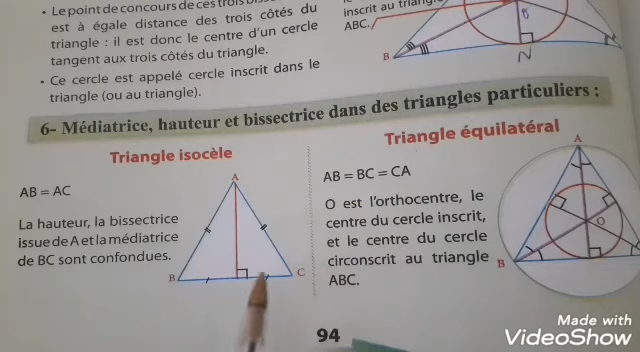 • Le point de concours de ces trois
est à égale distance des trois côtés du
triangle : il est donc le centre d'un cercle
tangent aux trois côtés du triangle.
• Ce cercle est appelé cercle inscrit dans le
triangle (ou au triangle).
inscrit au
ABC.
B
N
6- Médiatrice, hauteur et bissectrice dans des triangles particuliers :
Triangle isocèle
AB = AC
La hauteur, la bissectrice
issue de A et la médiatrice
de BC sont confondues.
A
B
C
Triangle équilatéral
AB = BC = CA
O est l'orthocentre, le
centre du cercle inscrit,
et le centre du cercle
circonscrit au triangle
ABC.
A
O
B
94
Made with
VideoShow